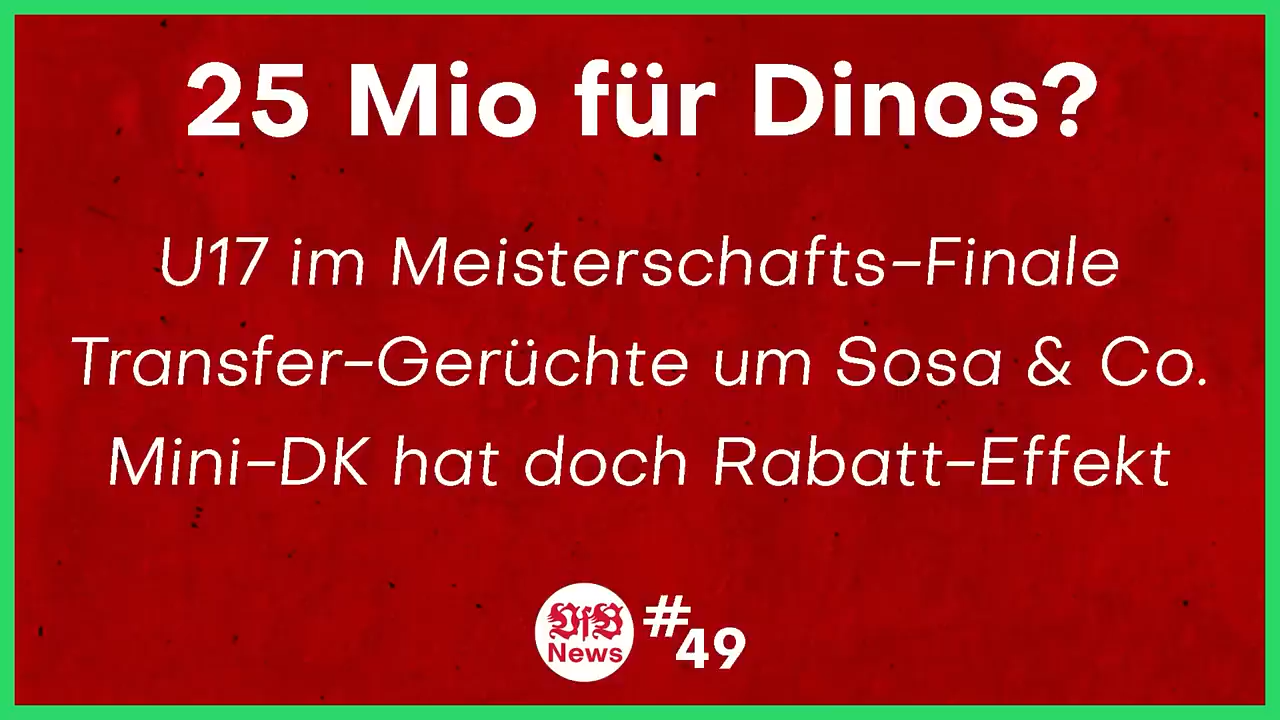 25 Mio für Dinos?
U17 im Meisterschafts-Finale
Transfer-Gerüchte um Sosa & Co.
Mini-DK hat doch Rabatt-Effekt
VfB
News
#49